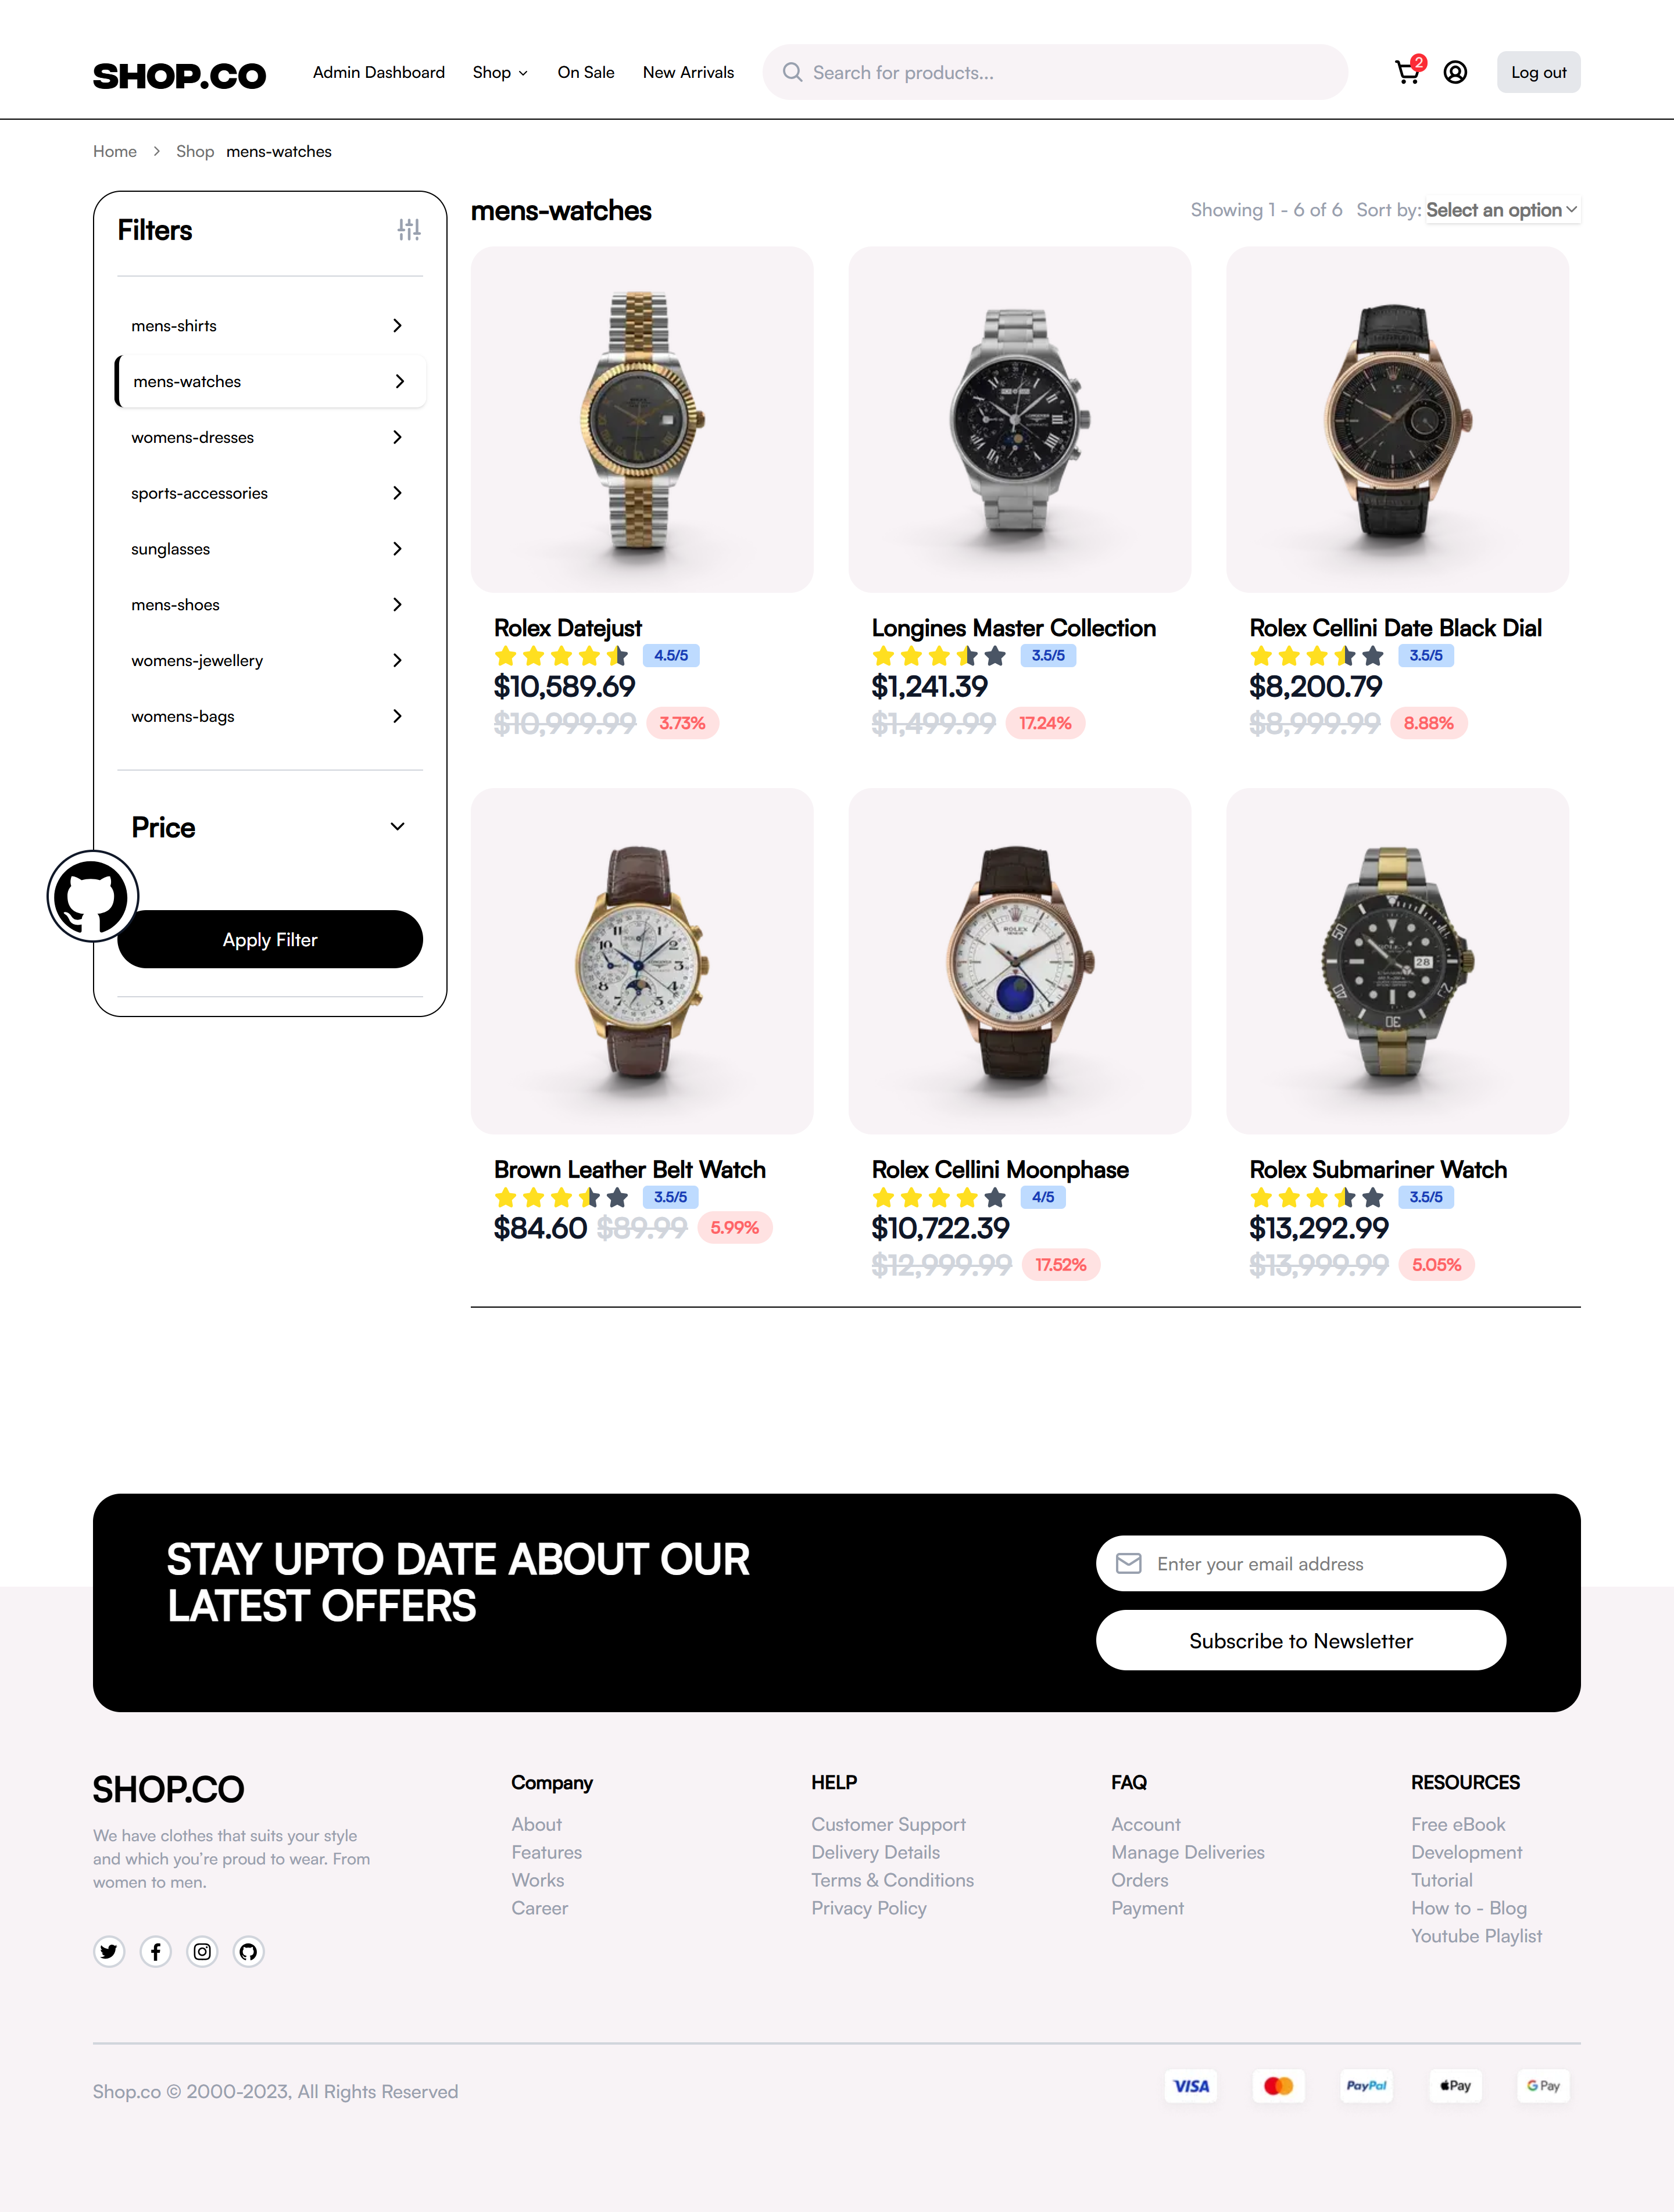 SHOP.CO
Admin Dashboard
Shop
On Sale
New Arrivals
Search for products...
2
Log out
Home
Shop
mens-watches
Filters
mens-shirts
mens-watches
womens-dresses
sports-accessories
sunglasses
mens-shoes
womens-jewellery
womens-bags
Price
Apply Filter
mens-watches
Showing 1 - 6 of 6
Sort by: Select an option
Rolex Datejust
4.5/5
$10,589.69
$10,999.99 3.73%
Longines Master Collection
3.5/5
$1,241.39
$1,499.99 17.24%
Rolex Cellini Date Black Dial
3.5/5
$8,200.79
$8,999.99 8.88%
Brown Leather Belt Watch
3.5/5
$84.60 $89.99 5.99%
Rolex Cellini Moonphase
4/5
$10,722.39
$12,999.99 17.52%
Rolex Submariner Watch
3.5/5
$13,292.99
$13,999.99 5.05%
STAY UPTO DATE ABOUT OUR
LATEST OFFERS
Enter your email address
Subscribe to Newsletter
SHOP.CO
We have clothes that suits your style
and which you're proud to wear. From
women to men.
Company
About
Features
Works
Career
HELP
Customer Support
Delivery Details
Terms & Conditions
Privacy Policy
FAQ
Account
Manage Deliveries
Orders
Payment
RESOURCES
Free eBook
Development
Tutorial
How to - Blog
Youtube Playlist
Shop.co © 2000-2023, All Rights Reserved
VISA
PayPal
Pay
G Pay